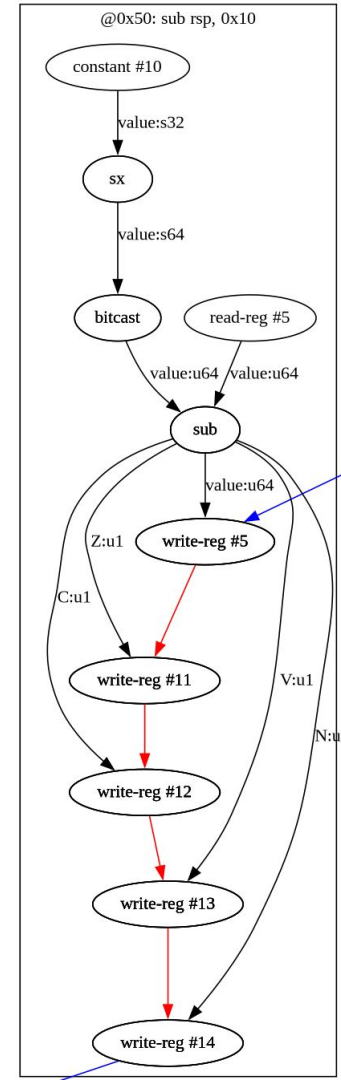 @0x50: sub rsp, 0x10
constant #10
value:s32
sx
value:s64
bitcast
read-reg #5
value:u64
value:u64
sub
value:u64
Z:u1
write-reg #5
C:u1
write-reg #11
V:u1
N:u
write-reg #12
write-reg #13
write-reg #14